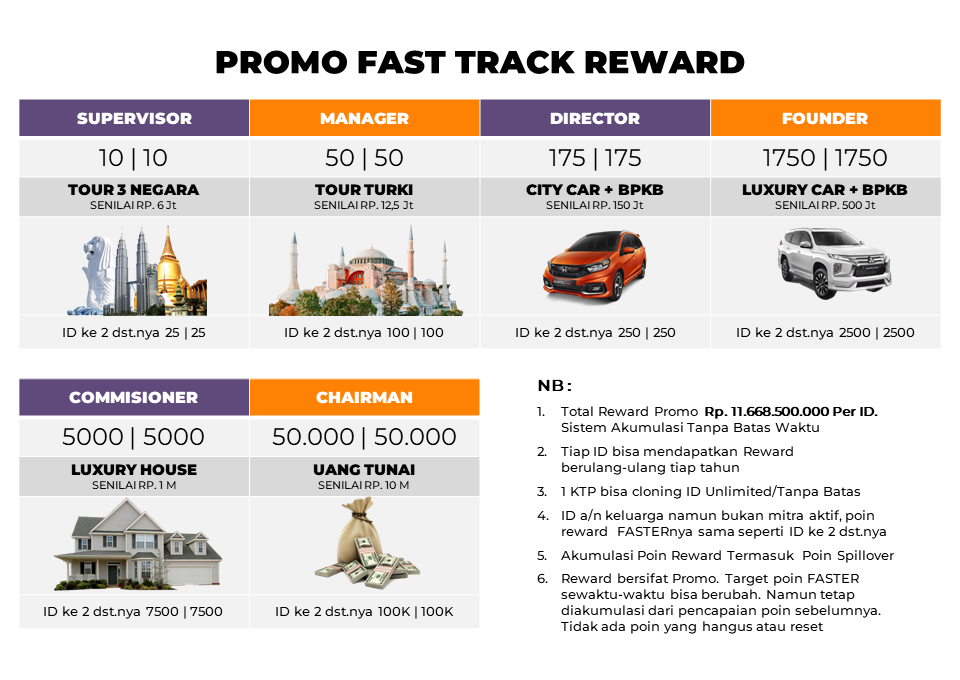 PROMO FAST TRACK REWARD
SUPERVISOR
10 | 10
TOUR 3 NEGARA
SENILAI RP. 6 Jt
ID ke 2 dst.nya 25 | 25
MANAGER
50 | 50
TOUR TURKI
SENILAI RP. 12,5 Jt
ID ke 2 dst.nya 100 | 100
DIRECTOR
175 | 175
CITY CAR + BPKB
SENILAI RP. 150 Jt
ID ke 2 dst.nya 250 | 250
FOUNDER
1750 | 1750
LUXURY CAR + BPKB
SENILAI RP. 500 Jt
ID ke 2 dst.nya 2500 | 2500
COMMISIONER
5000 | 5000
LUXURY HOUSE
SENILAI RP. 1 M
ID ke 2 dst.nya 7500 | 7500
CHAIRMAN
50.000 | 50.000
UANG TUNAI
SENILAI RP. 10 M
ID ke 2 dst.nya 100K | 100K
NB :
1. Total Reward Promo Rp. 11.668.500.000 Per ID.
Sistem Akumulasi Tanpa Batas Waktu
2. Tiap ID bisa mendapatkan Reward
berulang-ulang tiap tahun
3. 1 KTP bisa cloning ID Unlimited/Tanpa Batas
4. ID a/n keluarga namun bukan mitra aktif, poin
reward FASTERnya sama seperti ID ke 2 dst.nya
5. Akumulasi Poin Reward Termasuk Poin Spillover
6. Reward bersifat Promo. Target poin FASTER
sewaktu-waktu bisa berubah. Namun tetap
diakumulasi dari pencapaian poin sebelumnya.
Tidak ada poin yang hangus atau reset